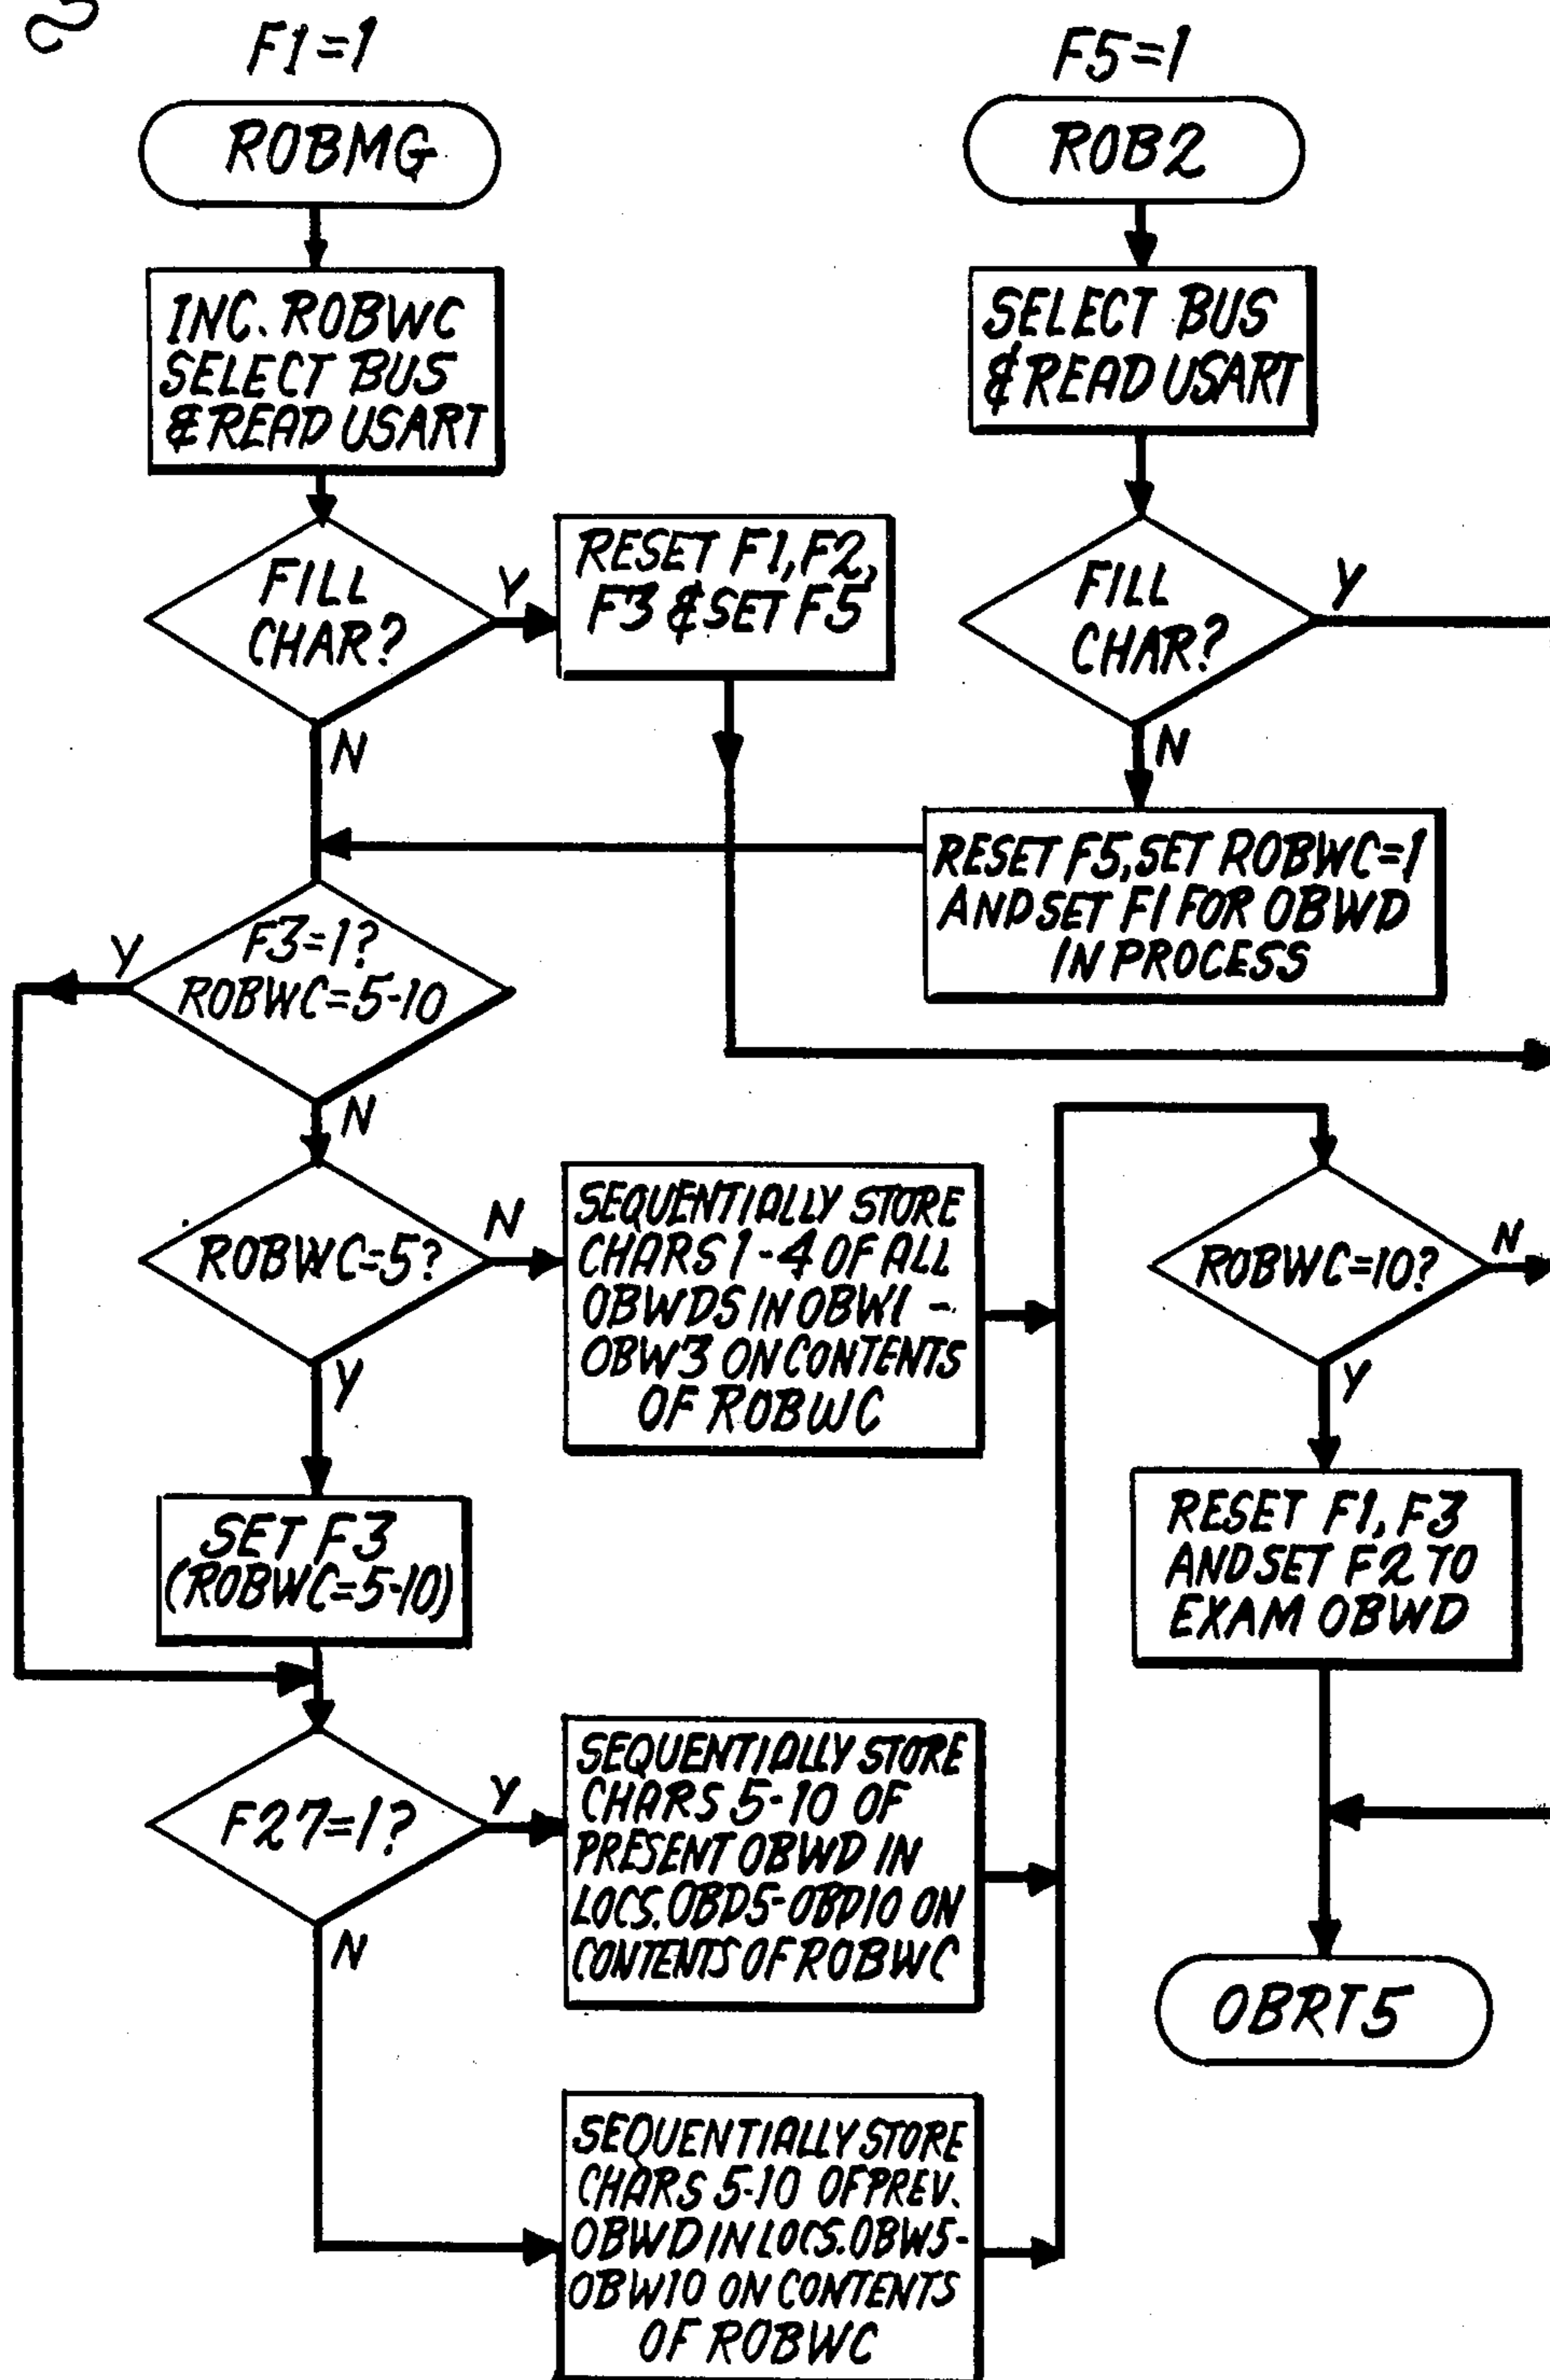 F1=1
ROBMG
INC. ROBWC
SELECT BUS
& READ USART
FILL
CHAR?
Y
N
RESET F1, F2,
F3 & SET F5
F5=1
ROB2
SELECT BUS
& READ USART
FILL
CHAR?
Y
N
RESET F5, SET ROBWC=1
AND SET F1 FOR OBWD
IN PROCESS
F3=1?
ROBWC=5-10
Y
N
ROBWC=5?
N
Y
SEQUENTIALLY STORE
CHARS 1-4 OF ALL
OBWDS IN OBW1 -
OBW3 ON CONTENTS
OF ROBWC
SET F3
(ROBWC=5-10)
F27=1?
Y
N
SEQUENTIALLY STORE
CHARS 5-10 OF
PRESENT OBWD IN
LOCS. OBD5-OBD10 ON
CONTENTS OF ROBWC
SEQUENTIALLY STORE
CHARS 5-10 OF PREV.
OBWD IN LOCS. OBW5-
OBW10 ON CONTENTS
OF ROBWC
ROBWC=10?
N
Y
RESET F1, F3
AND SET F2 TO
EXAM OBWD
OBRT5